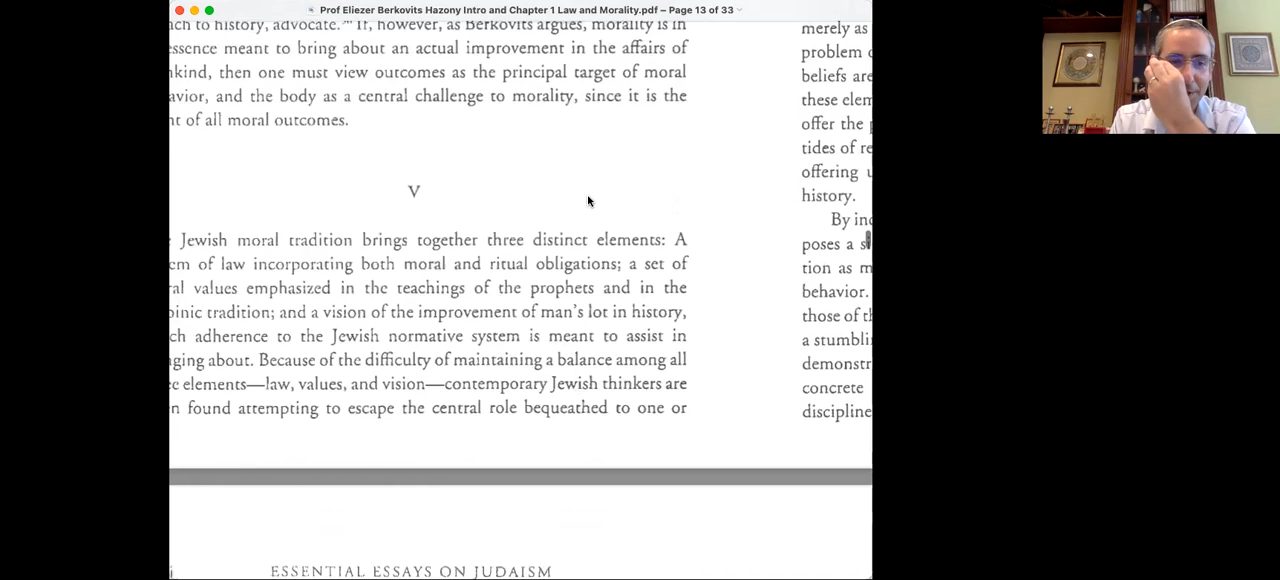 Prof Eliezer Berkovits Hazony Intro and Chapter 1 Law and Morality.pdf – Page 13 of 33
ach to history, advocate. If, however, as Berkovits argues, morality is in
essence meant to bring about an actual improvement in the affairs of
nkind, then one must view outcomes as the principal target of moral
avior, and the body as a central challenge to morality, since it is the
nt of all moral outcomes.
V
Jewish moral tradition brings together three distinct elements: A
em of law incorporating both moral and ritual obligations; a set of
ral values emphasized in the teachings of the prophets and in the
binic tradition; and a vision of the improvement of man's lot in history,
ch adherence to the Jewish normative system is meant to assist in
nging about. Because of the difficulty of maintaining a balance among all
elements—law, values, and vision—contemporary Jewish thinkers are
n found attempting to escape the central role bequeathed to one or
i ESSENTIAL ESSAYS ON JUDAISM
merely as
problem
beliefs are
these elem
offer the
tides of re
offering
history.
By inc
poses a
tion as m
behavior.
those of th
a stumbli
demonstr
concrete
discipline